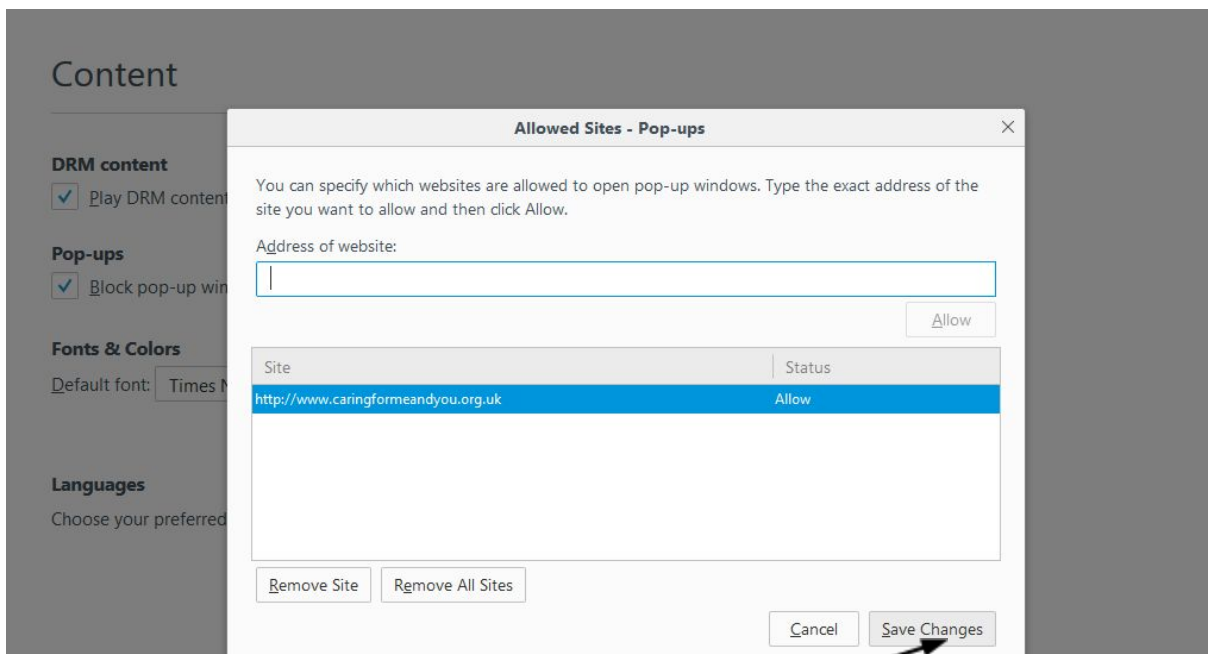 Content
Allowed Sites - Pop-ups
DRM content
Play DRM content
You can specify which websites are allowed to open pop-up windows. Type the exact address of the
site you want to allow and then click Allow.
Address of website:
Pop-ups
Block pop-up win
Allow
Fonts & Colors
Default font: Times N
Site Status
http://www.caringformeandyou.org.uk Allow
Languages
Choose your preferred
Remove Site Remove All Sites
Cancel Save Changes